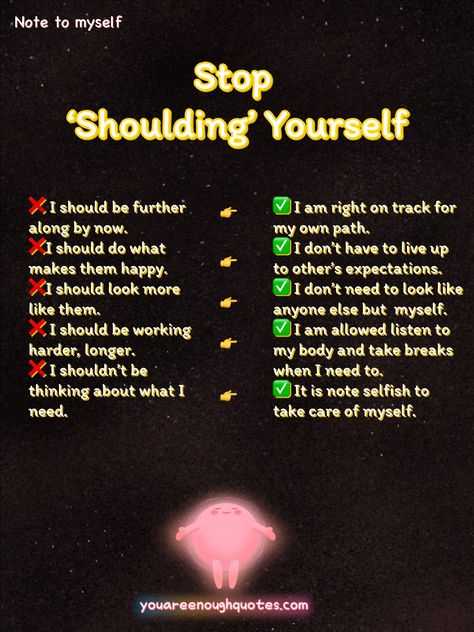 Note to myself
Stop
‘Shoulding’ Yourself
❌ I should be further
along by now.
👉
✅ I am right on track for
my own path.
❌I should do what
makes them happy.
👉
✅ I don’t have to live up
to other’s expectations.
❌I should look more
like them.
👉
✅ I don’t need to look like
anyone else but myself.
❌ I should be working
harder, longer.
👉
✅ I am allowed listen to
my body and take breaks
when I need to.
❌ I shouldn’t be
thinking about what I
need.
👉
✅ It is note selfish to
take care of myself.
youareenoughquotes.com